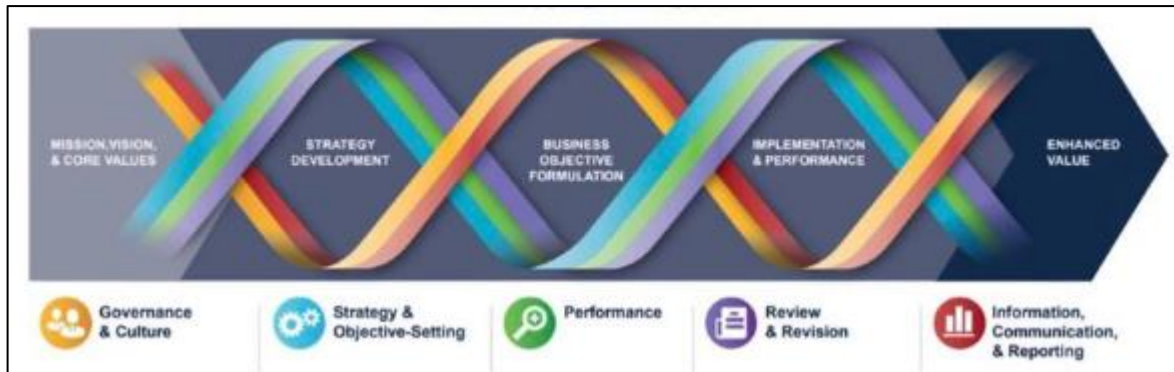 MISSION,VISION,
& CORE VALUES
STRATEGY
DEVELOPMENT
BUSINESS
OBJECTIVE
FORMULATION
IMPLEMENTATION
& PERFORMANCE
ENHANCED
VALUE
Governance
& Culture
Strategy &
Objective-Setting
Performance
Review
& Revision
Information,
Communication,
& Reporting